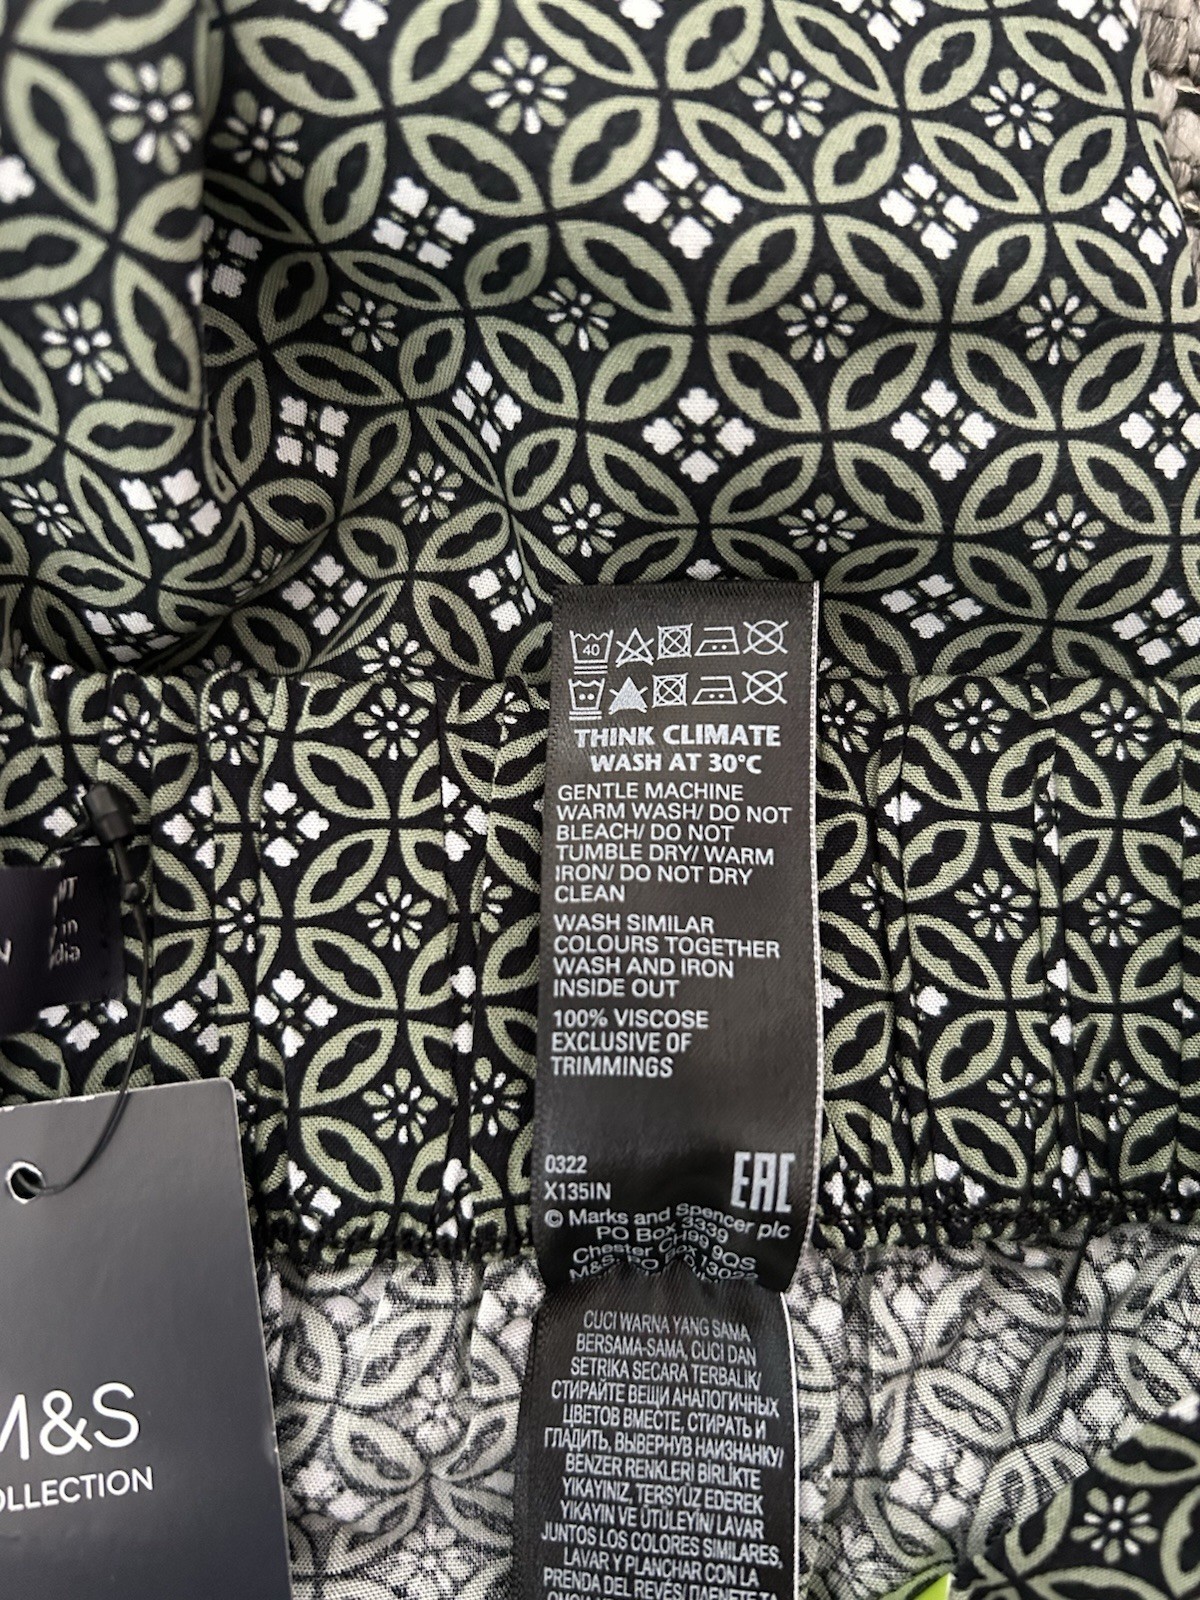 40
THINK CLIMATE
WASH AT 30°C
GENTLE MACHINE
WARM WASH/ DO NOT
BLEACH/ DO NOT
TUMBLE DRY/ WARM
IRON/ DO NOT DRY
CLEAN
WASH SIMILAR
COLOURS TOGETHER
WASH AND IRON
INSIDE OUT
100% VISCOSE
EXCLUSIVE OF
TRIMMINGS
0322
X135IN
EAC
© Marks and Spencer plc
PO Box 3339
Chester CH99 9QS
M&S, PO Box 13022
CUCI WARNA YANG SAMA
BERSAMA-SAMA, CUCI DAN
SETRIKA SECARA TERBALIK/
СТИРАЙТЕ ВЕЩИ АНАЛОГИЧНЫХ
ЦВЕТОВ ВМЕСТЕ, СТИРАТЬ И
ГЛАДИТЬ, ВЫВЕРНУВ НАИЗНАНКУ/
BENZER RENKLERİ BİRLİKTE
YIKAYINIZ, TERSYÜZ EDEREK
YIKAYIN VE ÜTÜLEYİN/ LAVAR
JUNTOS LOS COLORES SIMILARES,
LAVAR Y PLANCHAR CON LA
PRENDA DEL REVÉS/
in
M&S
COLLECTION